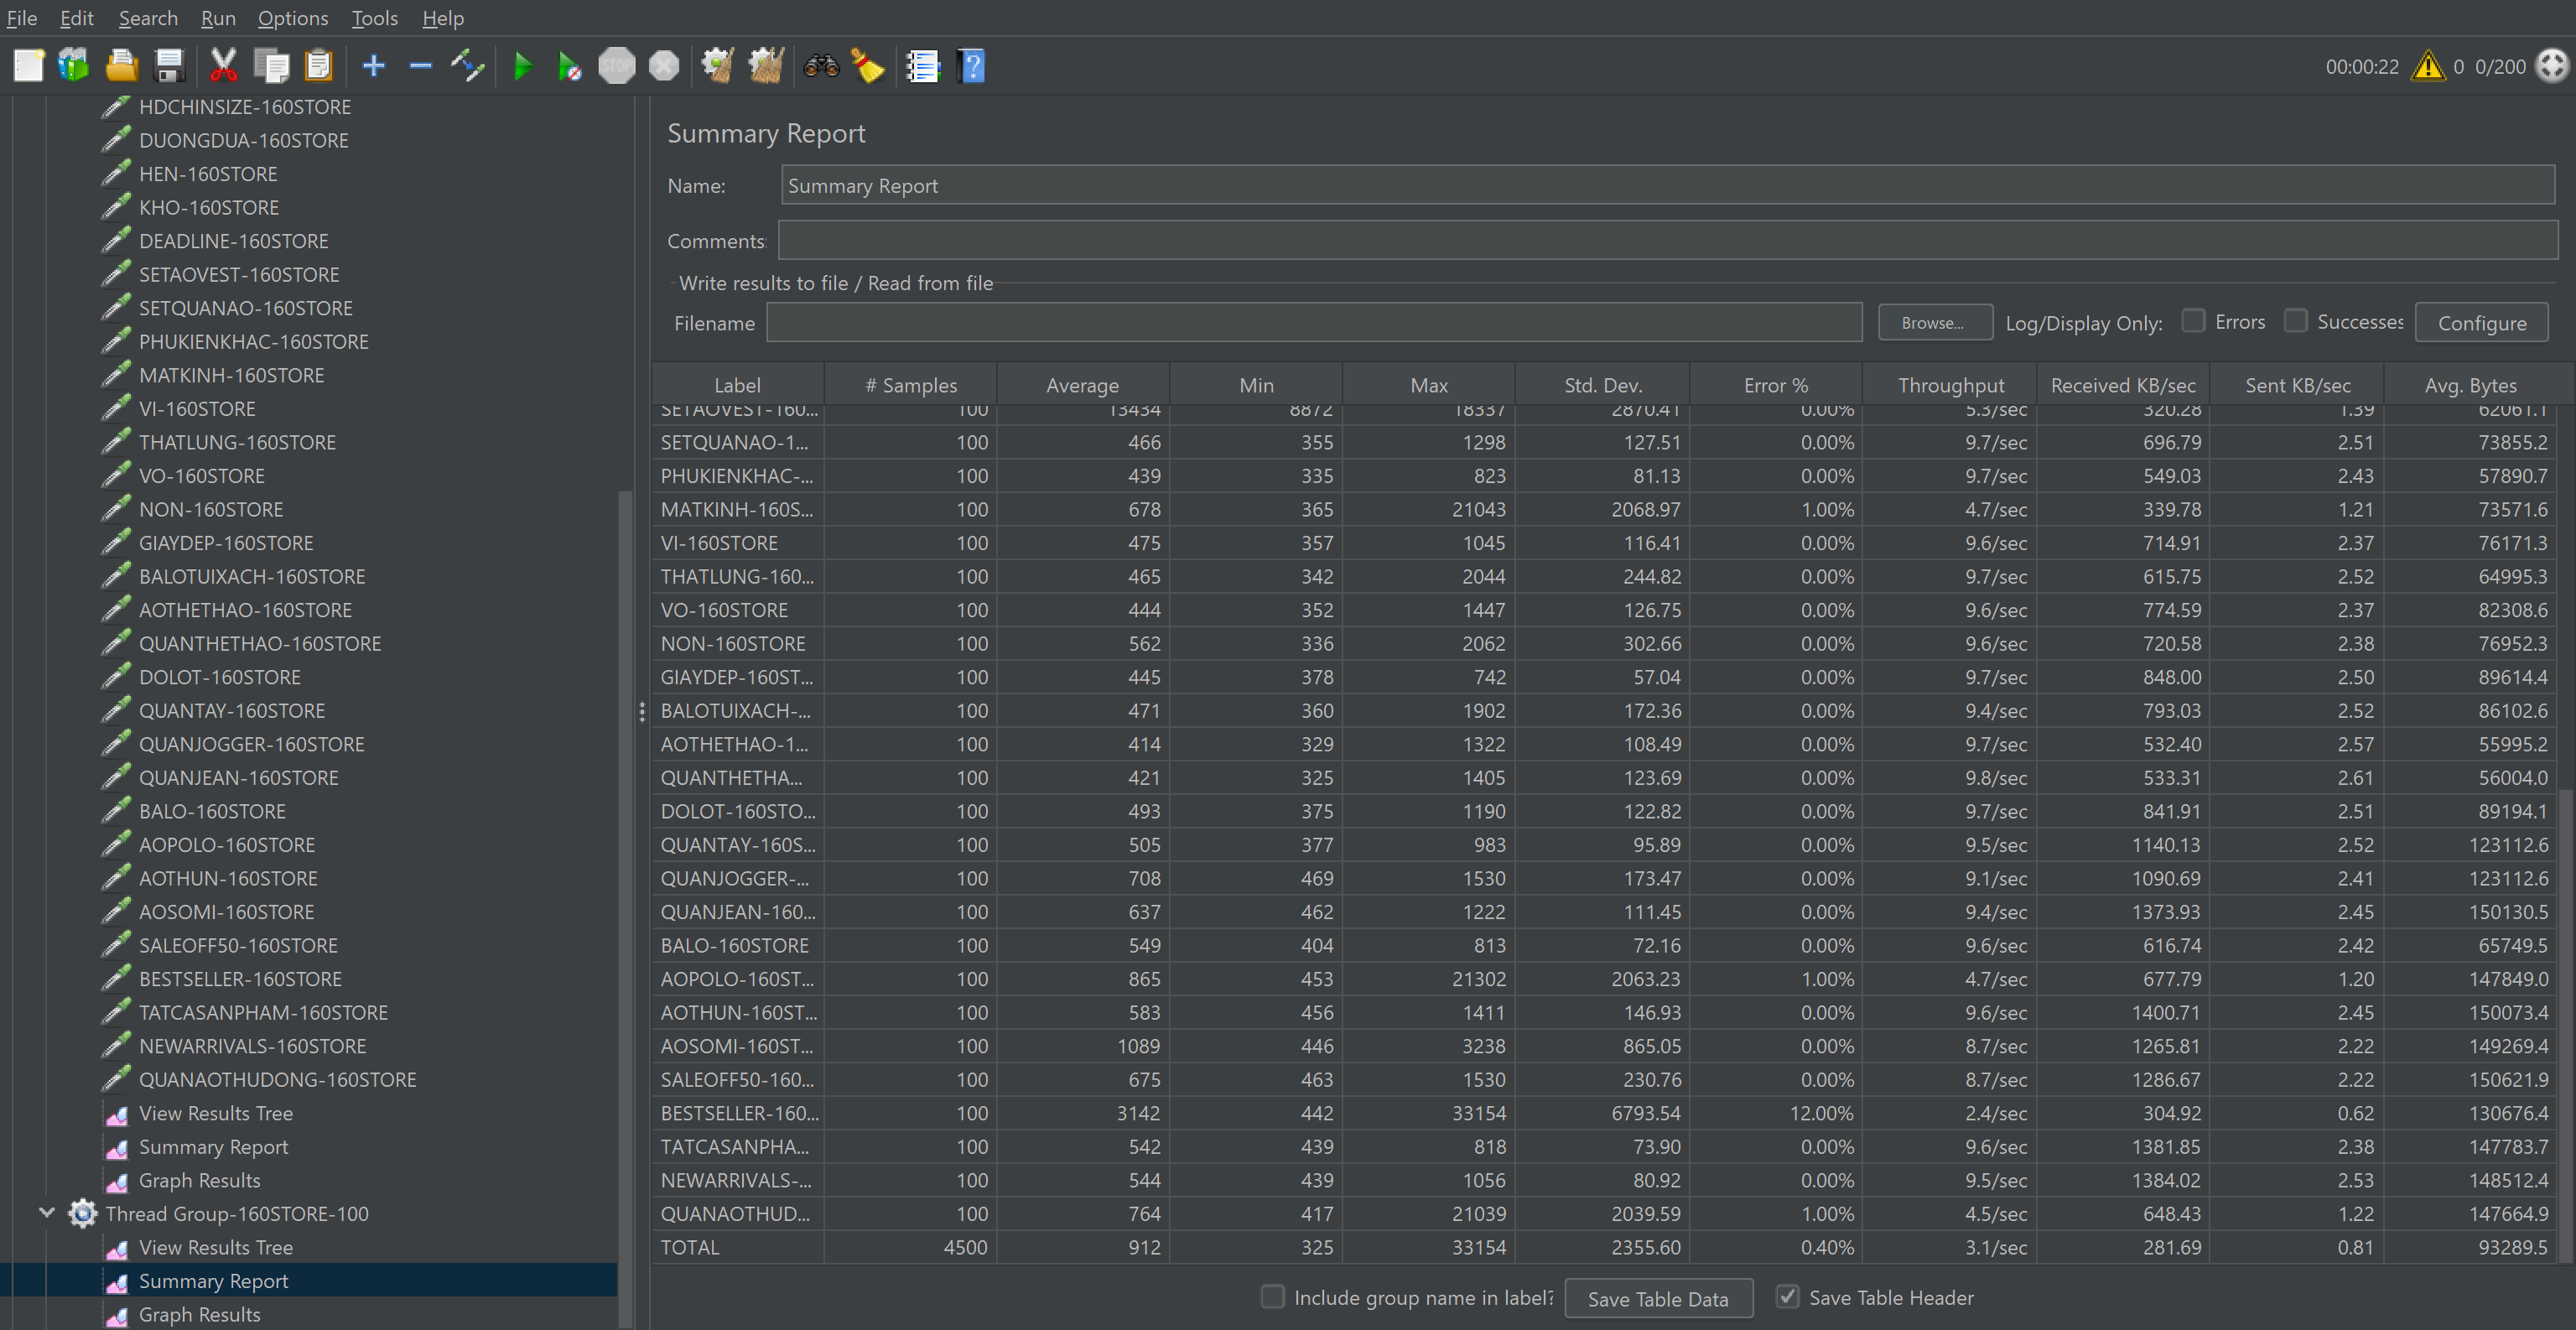 File Edit Search Run Options Tools Help
STOP 00:00:22 0 0/200
HDCHINSIZE-160STORE
DUONGDUA-160STORE
HEN-160STORE
KHO-160STORE
DEADLINE-160STORE
SETAOVEST-160STORE
SETQUANAO-160STORE
PHUKIENKHAC-160STORE
MATKINH-160STORE
VI-160STORE
THATLUNG-160STORE
VO-160STORE
NON-160STORE
GIAYDEP-160STORE
BALOTUIXACH-160STORE
AOTHETHAO-160STORE
QUANTHETHAO-160STORE
DOLOT-160STORE
QUANTAY-160STORE
QUANJOGGER-160STORE
QUANJEAN-160STORE
BALO-160STORE
AOPOLO-160STORE
AOTHUN-160STORE
AOSOMI-160STORE
SALEOFF50-160STORE
BESTSELLER-160STORE
TATCASANPHAM-160STORE
NEWARRIVALS-160STORE
QUANAOTHUDONG-160STORE
View Results Tree
Summary Report
Graph Results
Thread Group-160STORE-100
View Results Tree
Summary Report
Graph Results
Summary Report
Name: Summary Report
Comments:
Write results to file / Read from file
Filename Browse... Log/Display Only: Errors Successes Configure
Label # Samples Average Min Max Std. Dev. Error % Throughput Received KB/sec Sent KB/sec Avg. Bytes
SETAOVEST-160... 100 13434 8872 18337 2870.41 0.00% 5.3/sec 320.28 1.39 62061.1
SETQUANAO-1... 100 466 355 1298 127.51 0.00% 9.7/sec 696.79 2.51 73855.2
PHUKIENKHAC-... 100 439 335 823 81.13 0.00% 9.7/sec 549.03 2.43 57890.7
MATKINH-160S... 100 678 365 21043 2068.97 1.00% 4.7/sec 339.78 1.21 73571.6
VI-160STORE 100 475 357 1045 116.41 0.00% 9.6/sec 714.91 2.37 76171.3
THATLUNG-160... 100 465 342 2044 244.82 0.00% 9.7/sec 615.75 2.52 64995.3
VO-160STORE 100 444 352 1447 126.75 0.00% 9.6/sec 774.59 2.37 82308.6
NON-160STORE 100 562 336 2062 302.66 0.00% 9.6/sec 720.58 2.38 76952.3
GIAYDEP-160ST... 100 445 378 742 57.04 0.00% 9.7/sec 848.00 2.50 89614.4
BALOTUIXACH-... 100 471 360 1902 172.36 0.00% 9.4/sec 793.03 2.52 86102.6
AOTHETHAO-1... 100 414 329 1322 108.49 0.00% 9.7/sec 532.40 2.57 55995.2
QUANTHETHA... 100 421 325 1405 123.69 0.00% 9.8/sec 533.31 2.61 56004.0
DOLOT-160STO... 100 493 375 1190 122.82 0.00% 9.7/sec 841.91 2.51 89194.1
QUANTAY-160S... 100 505 377 983 95.89 0.00% 9.5/sec 1140.13 2.52 123112.6
QUANJOGGER-... 100 708 469 1530 173.47 0.00% 9.1/sec 1090.69 2.41 123112.6
QUANJEAN-160... 100 637 462 1222 111.45 0.00% 9.4/sec 1373.93 2.45 150130.5
BALO-160STORE 100 549 404 813 72.16 0.00% 9.6/sec 616.74 2.42 65749.5
AOPOLO-160ST... 100 865 453 21302 2063.23 1.00% 4.7/sec 677.79 1.20 147849.0
AOTHUN-160ST... 100 583 456 1411 146.93 0.00% 9.6/sec 1400.71 2.45 150073.4
AOSOMI-160ST... 100 1089 446 3238 865.05 0.00% 8.7/sec 1265.81 2.22 149269.4
SALEOFF50-160... 100 675 463 1530 230.76 0.00% 8.7/sec 1286.67 2.22 150621.9
BESTSELLER-160... 100 3142 442 33154 6793.54 12.00% 2.4/sec 304.92 0.62 130676.4
TATCASANPHA... 100 542 439 818 73.90 0.00% 9.6/sec 1381.85 2.38 147783.7
NEWARRIVALS-... 100 544 439 1056 80.92 0.00% 9.5/sec 1384.02 2.53 148512.4
QUANAOTHUD... 100 764 417 21039 2039.59 1.00% 4.5/sec 648.43 1.22 147664.9
TOTAL 4500 912 325 33154 2355.60 0.40% 3.1/sec 281.69 0.81 93289.5
Include group name in label? Save Table Data Save Table Header